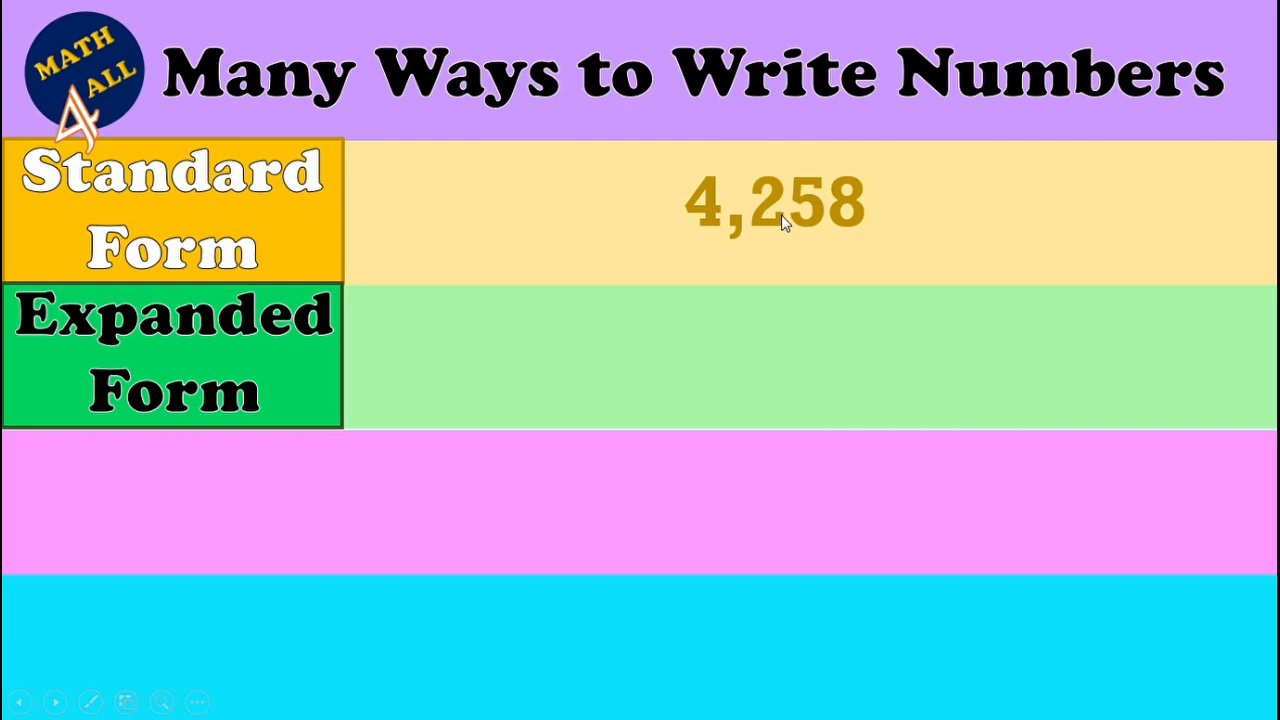 MATH
4 ALL
Many Ways to Write Numbers
Standard
Form
4,258
Expanded
Form